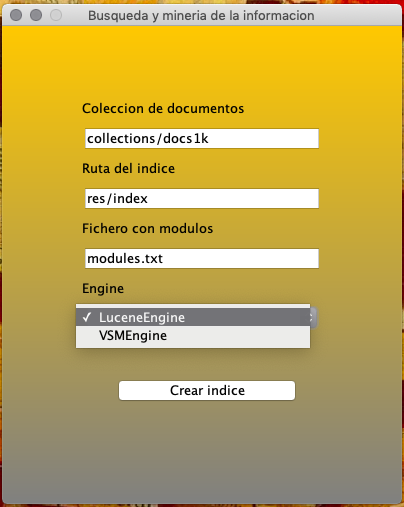 Busqueda y mineria de la informacion
Coleccion de documentos
collections/docs1k
Ruta del indice
res/index
Fichero con modulos
modules.txt
Engine
✓ LuceneEngine
VSMEngine
Crear indice